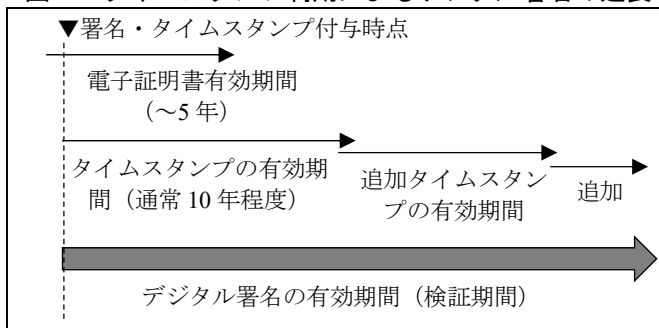 ▼署名・タイムスタンプ付与時点
電子証明書有効期間
（～5 年）
タイムスタンプの有効期
間（通常 10 年程度）
追加タイムスタン
プの有効期間
追加
デジタル署名の有効期間（検証期間）